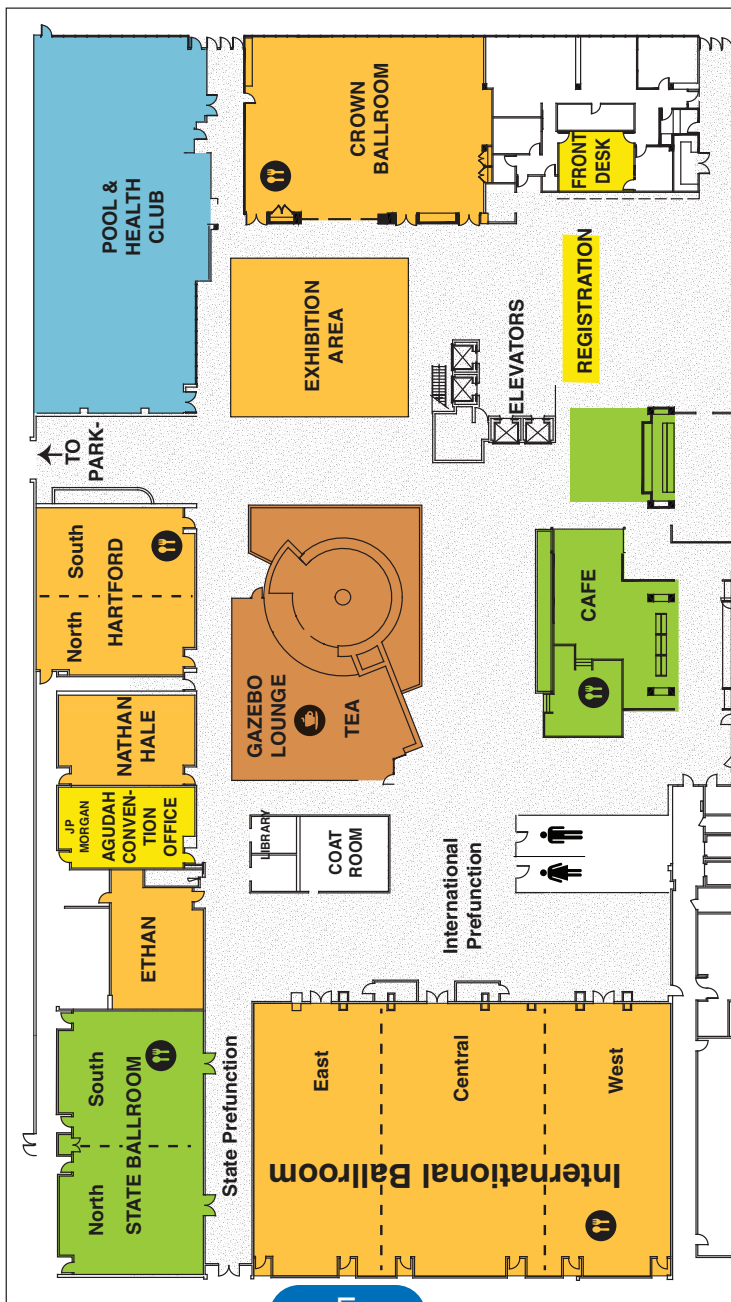 POOL &
HEALTH
CLUB
CROWN
BALLROOM
FRONT
DESK
EXHIBITION
AREA
ELEVATORS
REGISTRATION
TO
PARK-
South
North
HARTFORD
GAZEBO
LOUNGE
TEA
CAFE
NATHAN
HALE
JP
MORGAN
AGUDAH
CONVEN-
TION
OFFICE
LIBRARY
COAT
ROOM
ETHAN
International
Prefunction
South
North
STATE BALLROOM
State Prefunction
East
Central
West
International Ballroom